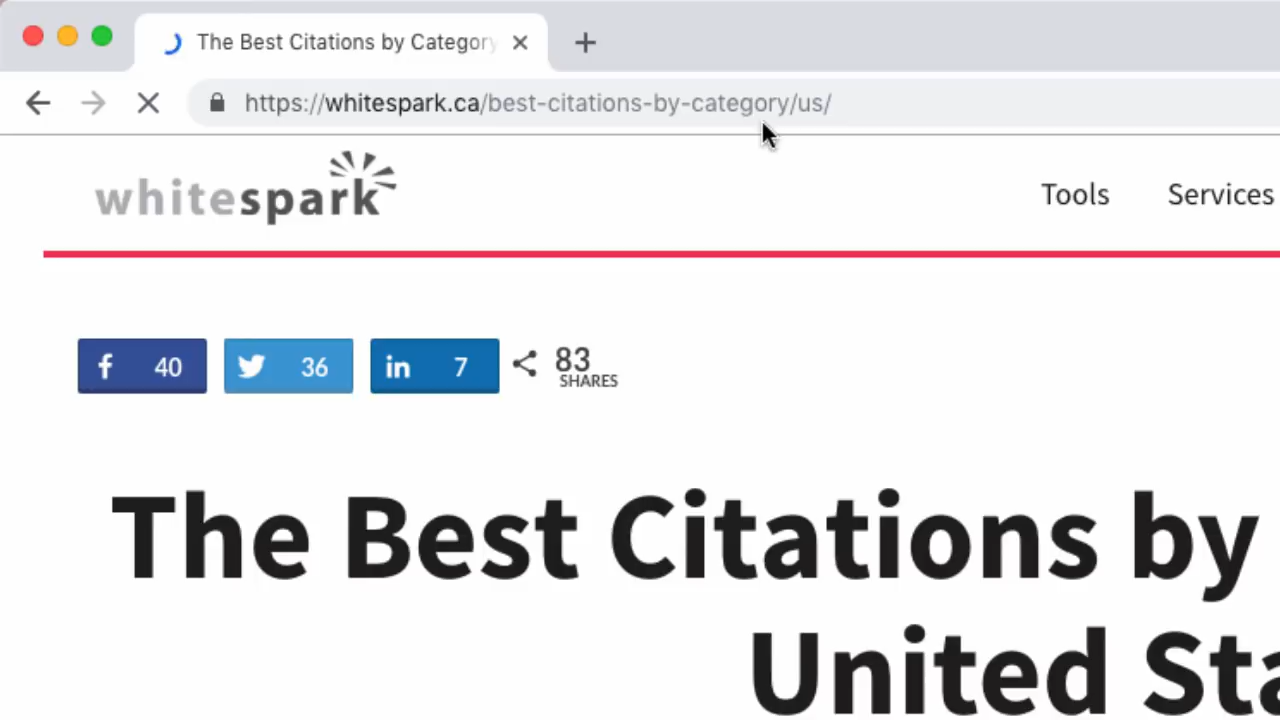 The Best Citations by Category
https://whitespark.ca/best-citations-by-category/us/
whitespark
Tools Services
40 36 7 83
SHARES
The Best Citations by
United Sta